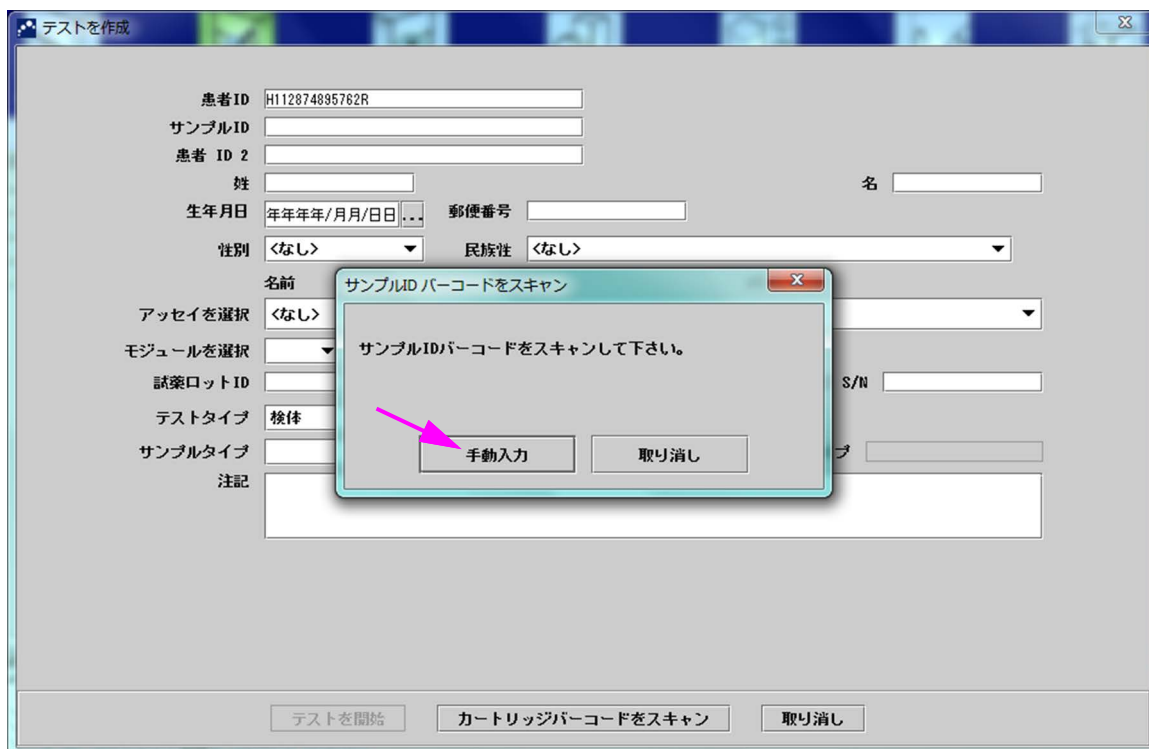 テストを作成
患者ID H112874895762R
サンプルID
患者 ID 2
姓 名
生年月日 年年年年/月月/日日 ... 郵便番号
性別 <なし> 民族性 <なし>
名前
サンプルID バーコードをスキャン
アッセイを選択 <なし>
サンプルIDバーコードをスキャンして下さい。
モジュールを選択
試薬ロットID S/N
テストタイプ 検体
サンプルタイプ 手動入力 取り消し プ
注記
テストを開始 カートリッジバーコードをスキャン 取り消し